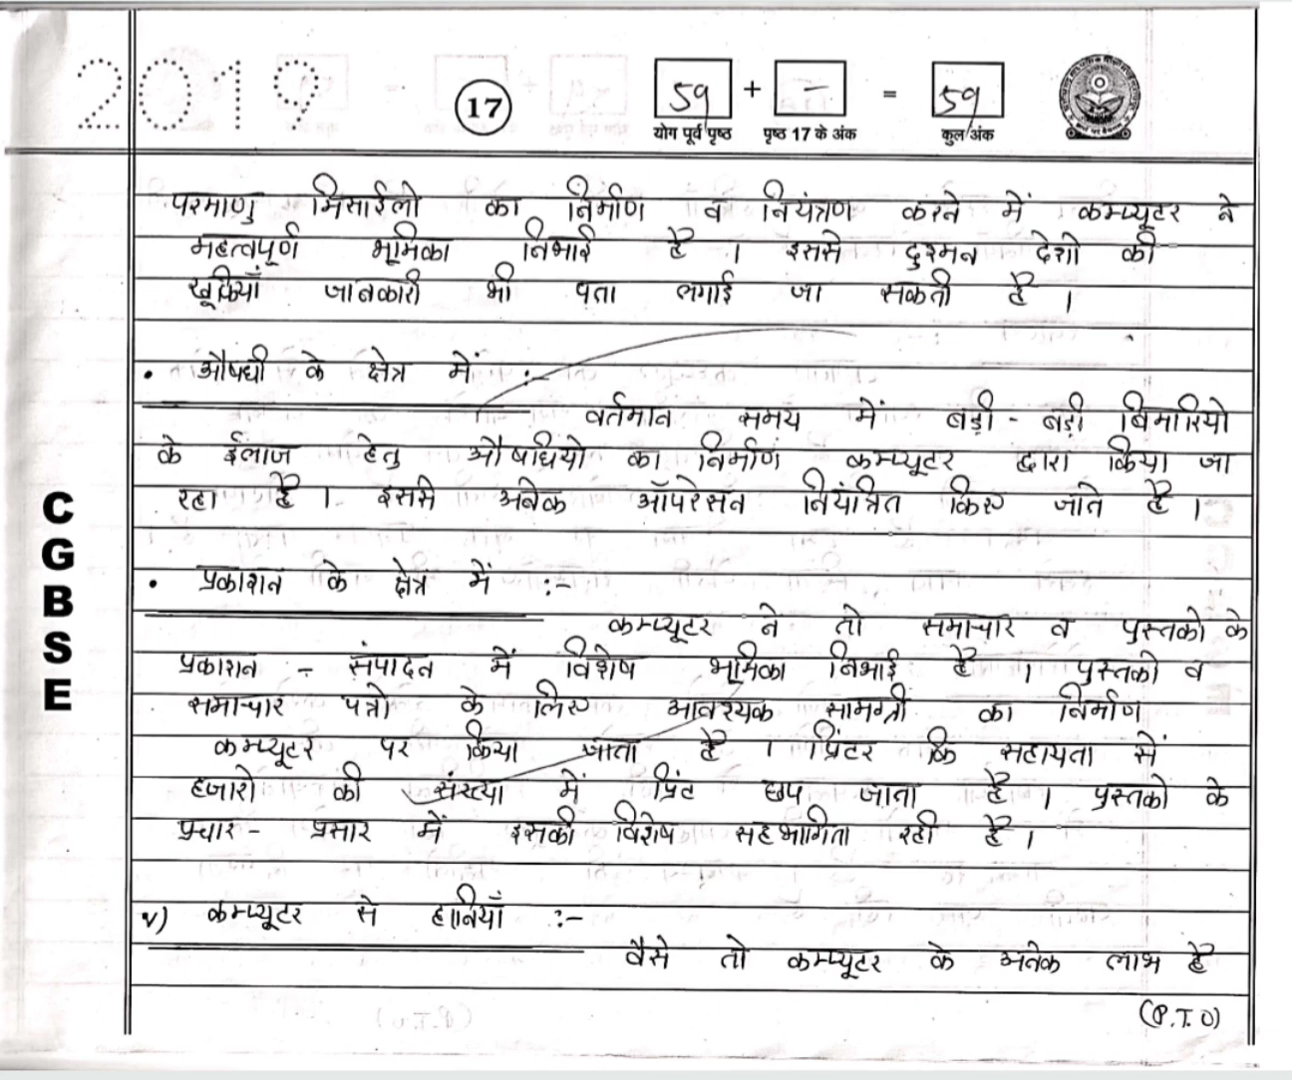 2019
17
59 + - = 59
योग पूर्व पृष्ठ पृष्ठ 17 के अंक कुल अंक
परमाणु मिसाईलो का निर्माण व नियंत्रण करने में कम्प्यूटर ने
महत्वपूर्ण भूमिका निभाई है । इससे दुश्मन देशो की
खूफियाँ जानकारी भी पता लगाई जा सकती है ।
• औषधी के क्षेत्र में :-
वर्तमान समय में बड़ी - बड़ी बिमारियो
के ईलाज हेतु औषधियो का निर्माण कम्प्यूटर द्वारा किया जा
रहा है । इससे अनेक ऑपरेसन नियंत्रित किए जाते है ।
• प्रकाशन के क्षेत्र में :-
कम्प्यूटर ने तो समाचार व पुस्तको के
प्रकाशन - संपादन में विशेष भूमिका निभाई है । पुस्तको व
समाचार पत्रो के लिए आवश्यक सामग्री का निर्माण
कम्प्यूटर पर किया जाता है । प्रिंटर कि सहायता से
हजारो की संख्या में प्रिंट छप जाता है । पुस्तको के
प्रचार - प्रसार में इसकी विशेष सहभागिता रही है ।
v) कम्प्यूटर से हानियाँ :-
वैसे तो कम्प्यूटर के अनेक लाभ है
(P.T.O)
CGBSE